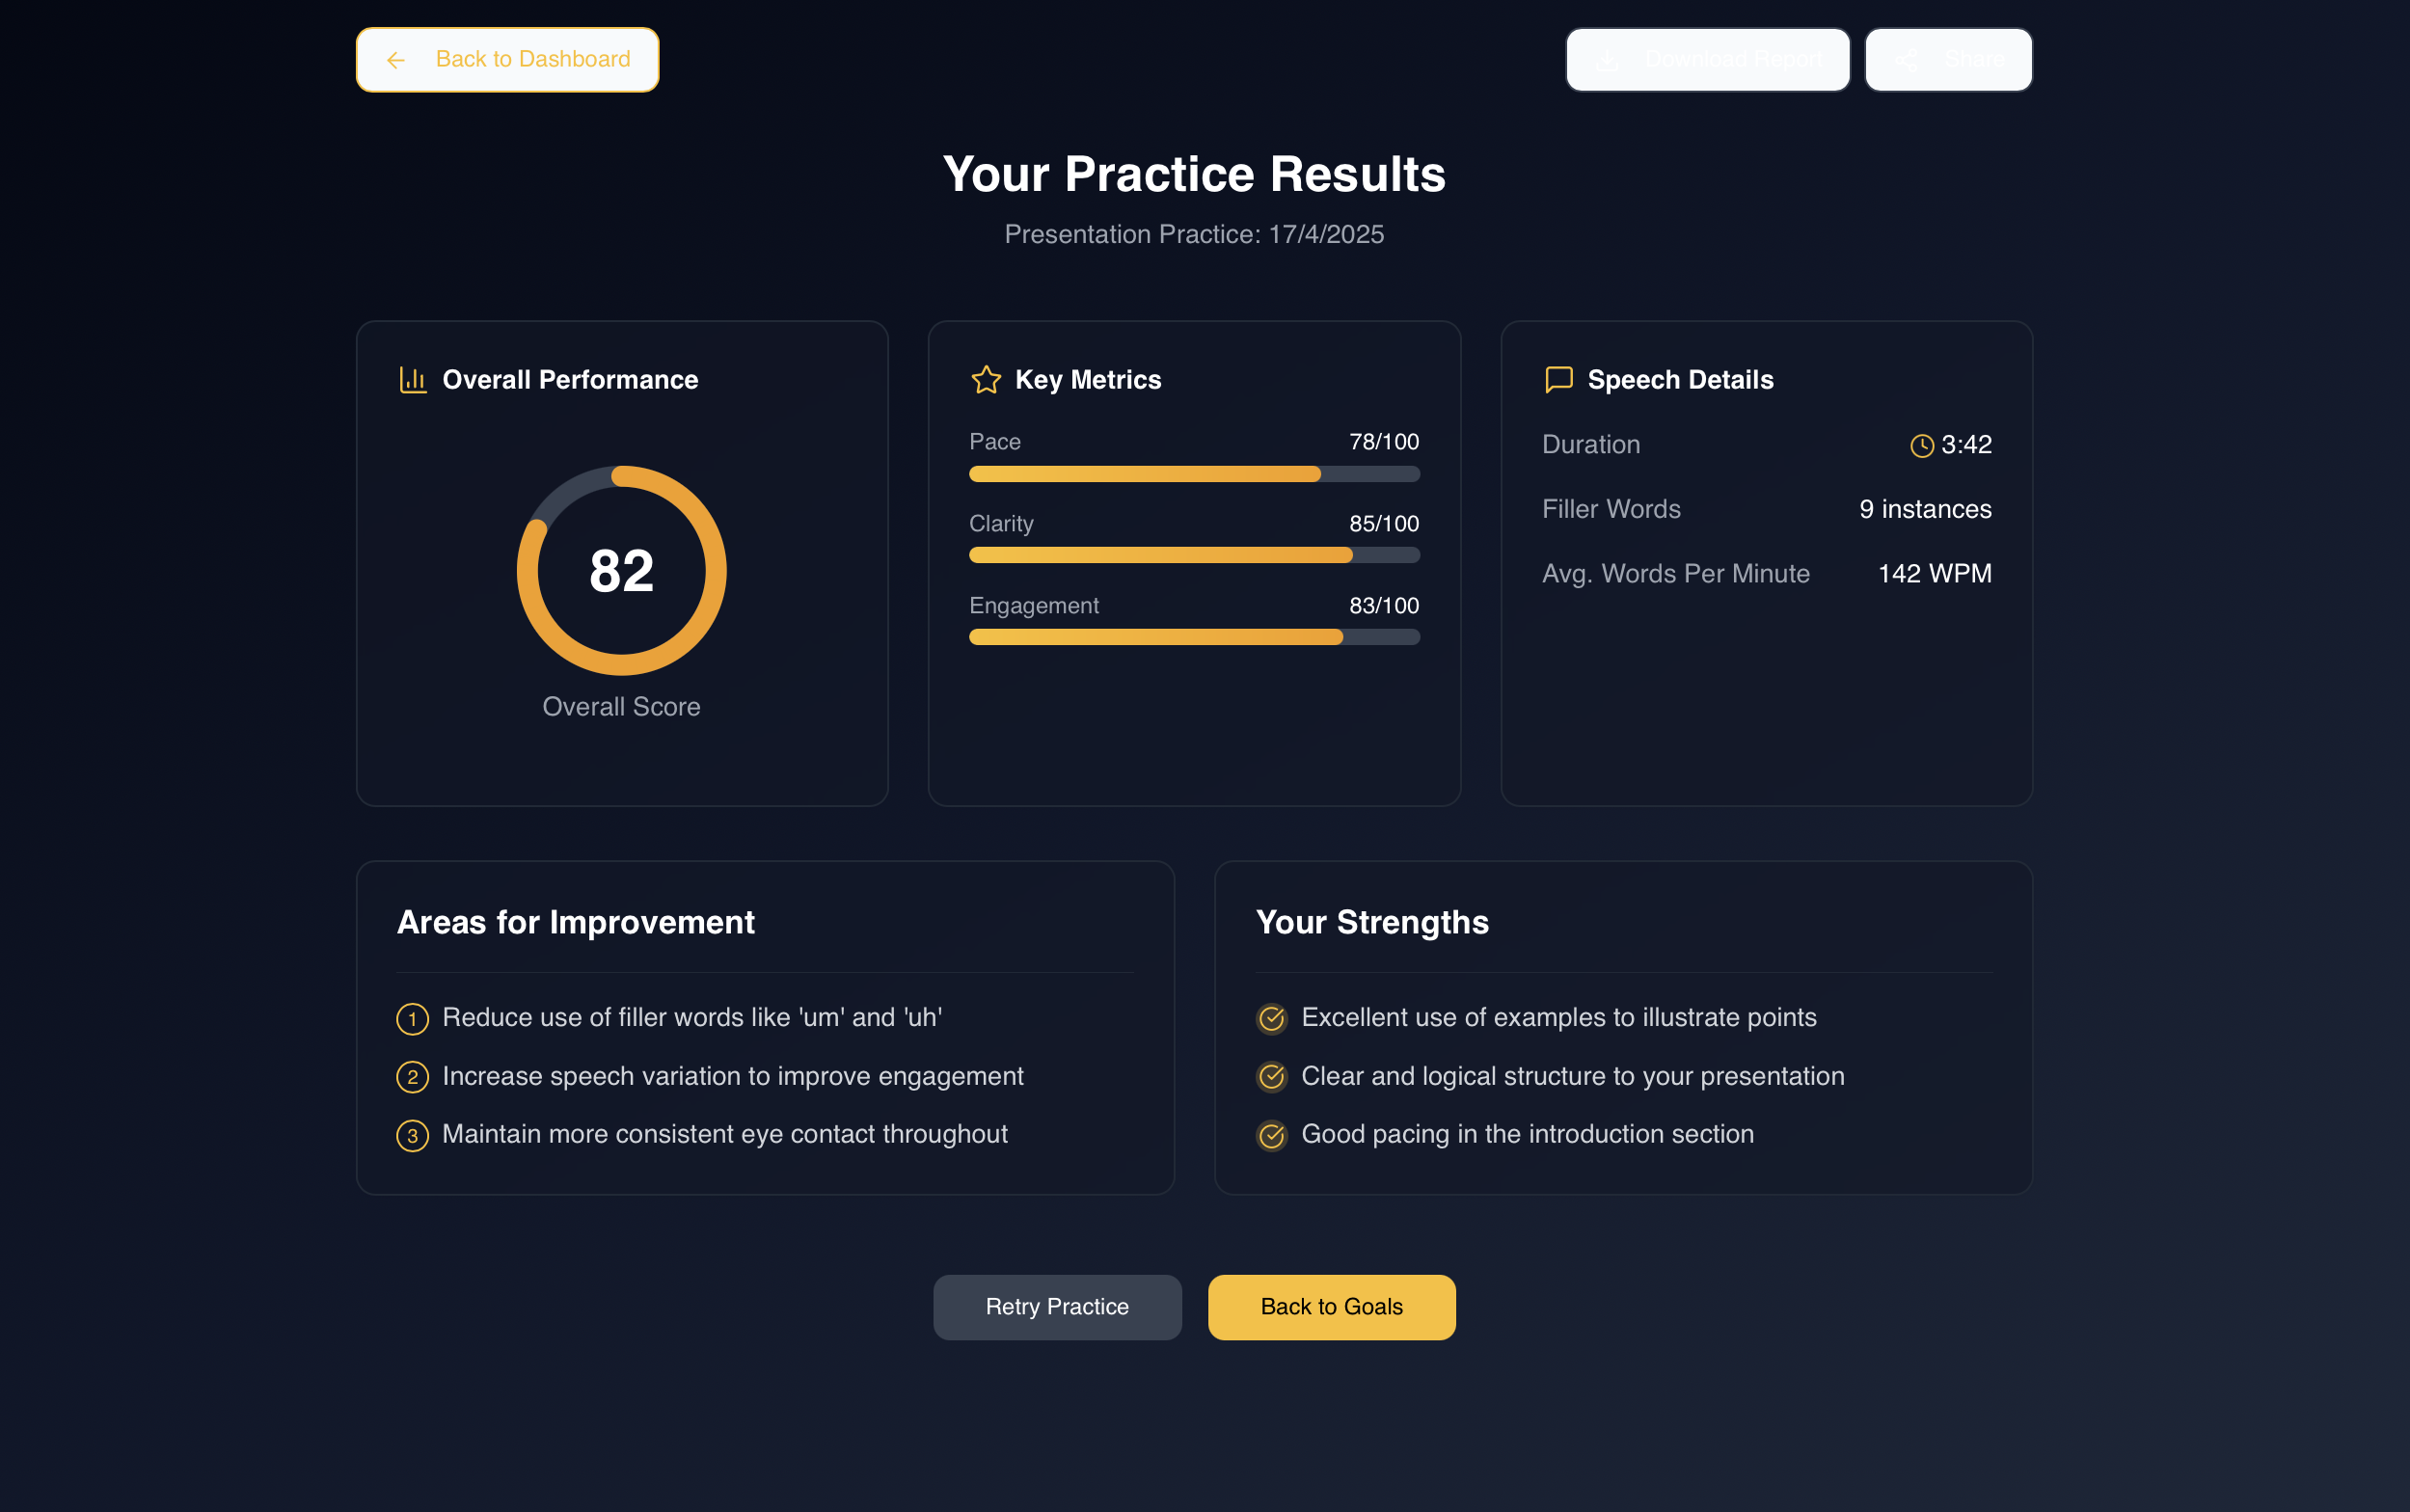 Back to Dashboard
Download Report
Share
Your Practice Results
Presentation Practice: 17/4/2025
Overall Performance
82
Overall Score
Key Metrics
Pace 78/100
Clarity 85/100
Engagement 83/100
Speech Details
Duration 3:42
Filler Words 9 instances
Avg. Words Per Minute 142 WPM
Areas for Improvement
1 Reduce use of filler words like 'um' and 'uh'
2 Increase speech variation to improve engagement
3 Maintain more consistent eye contact throughout
Your Strengths
Excellent use of examples to illustrate points
Clear and logical structure to your presentation
Good pacing in the introduction section
Retry Practice
Back to Goals